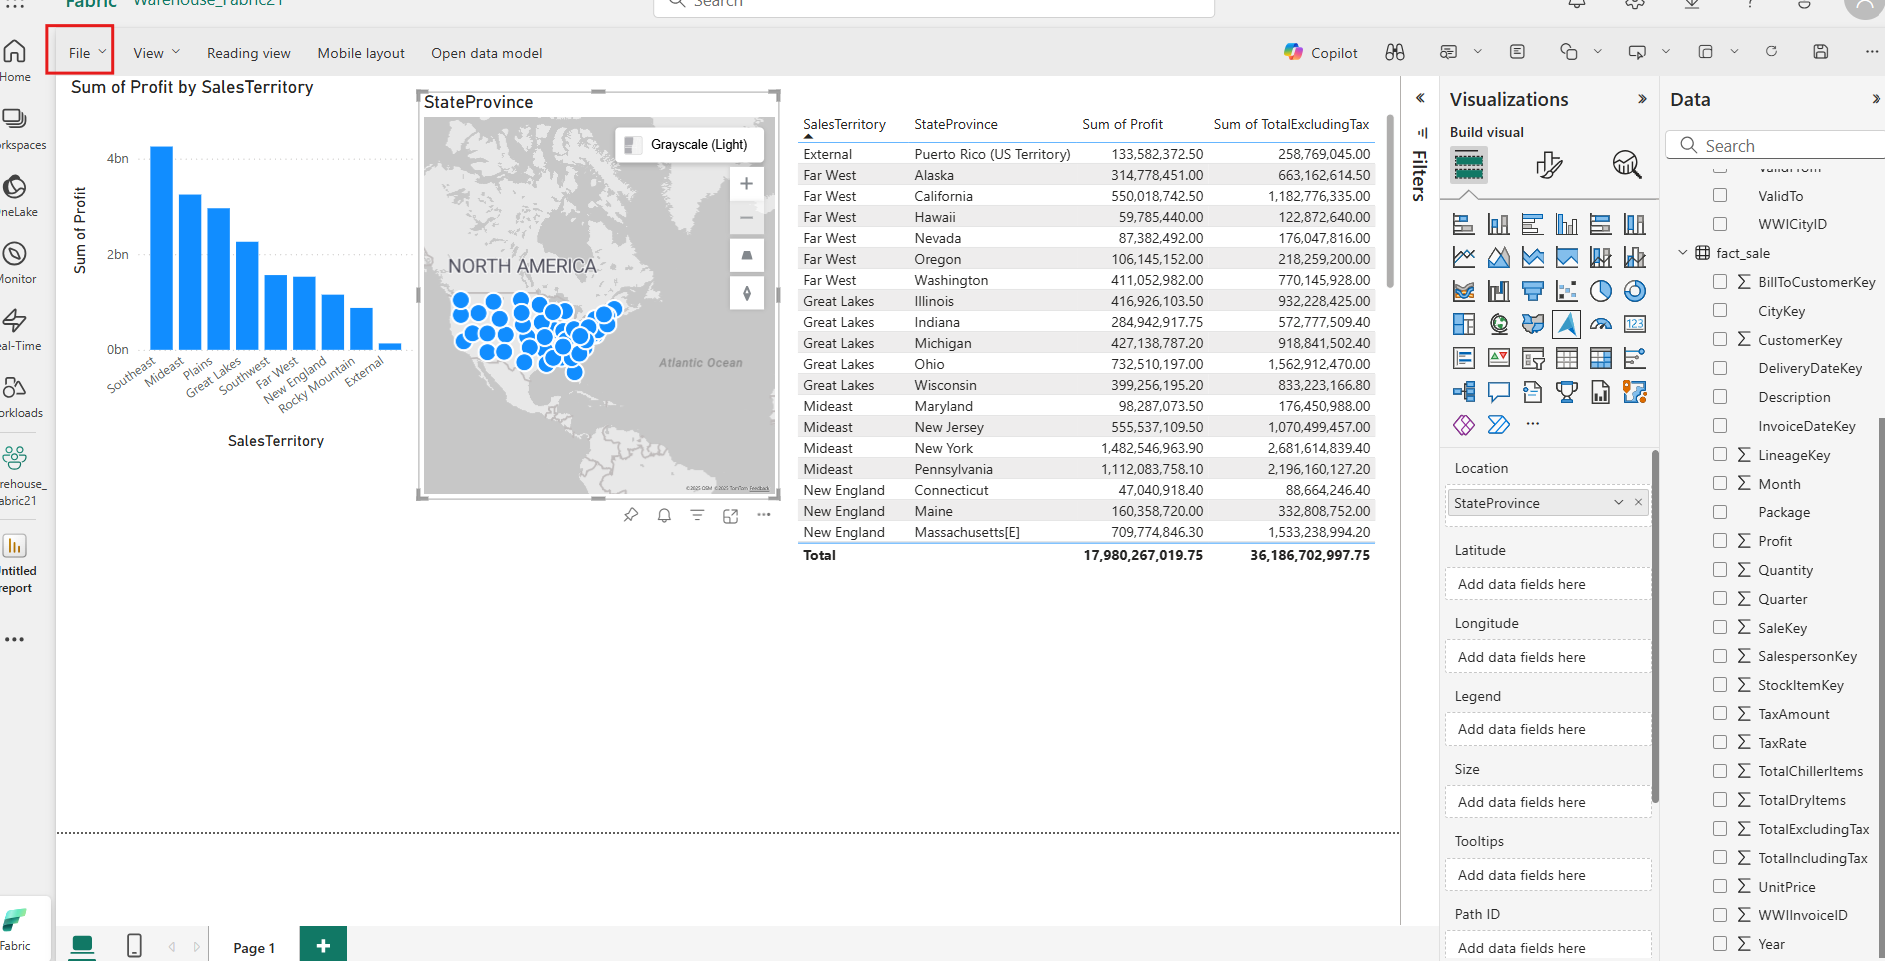 Fabric Warehouse_Fabric21
Search
File View Reading view Mobile layout Open data model Copilot
Home
rkspaces
neLake
onitor
al-Time
orkloads
rehouse_
abric21
ntitled
report
Fabric
Sum of Profit by SalesTerritory
4bn
2bn
0bn
Sum of Profit
Southeast
Mideast
Plains
Great Lakes
Southwest
Far West
New England
Rocky Mountain
External
SalesTerritory
StateProvince
Grayscale (Light)
NORTH AMERICA
Atlantic Ocean
©2025 OSM ©2025 TomTom Feedback
SalesTerritory StateProvince Sum of Profit Sum of TotalExcludingTax
External Puerto Rico (US Territory) 133,582,372.50 258,769,045.00
Far West Alaska 314,778,451.00 663,162,614.50
Far West California 550,018,742.50 1,182,776,335.00
Far West Hawaii 59,785,440.00 122,872,640.00
Far West Nevada 87,382,492.00 176,047,816.00
Far West Oregon 106,145,152.00 218,259,200.00
Far West Washington 411,052,982.00 770,145,928.00
Great Lakes Illinois 416,926,103.50 932,228,425.00
Great Lakes Indiana 284,942,917.75 572,777,509.40
Great Lakes Michigan 427,138,787.20 918,841,502.40
Great Lakes Ohio 732,510,197.00 1,562,912,470.00
Great Lakes Wisconsin 399,256,195.20 833,223,166.80
Mideast Maryland 98,287,073.50 176,450,988.00
Mideast New Jersey 555,537,109.50 1,070,499,457.00
Mideast New York 1,482,546,963.90 2,681,614,839.40
Mideast Pennsylvania 1,112,083,758.10 2,196,160,127.20
New England Connecticut 47,040,918.40 88,664,246.40
New England Maine 160,358,720.00 332,808,752.00
New England Massachusetts[E] 709,774,846.30 1,533,238,994.20
Total 17,980,267,019.75 36,186,702,997.75
Page 1
Filters
Visualizations
Build visual
123
Location
StateProvince
Latitude
Add data fields here
Longitude
Add data fields here
Legend
Add data fields here
Size
Add data fields here
Tooltips
Add data fields here
Path ID
Add data fields here
Data
Search
ValidFrom
ValidTo
WWICityID
fact_sale
BillToCustomerKey
CityKey
CustomerKey
DeliveryDateKey
Description
InvoiceDateKey
LineageKey
Month
Package
Profit
Quantity
Quarter
SaleKey
SalespersonKey
StockItemKey
TaxAmount
TaxRate
TotalChillerItems
TotalDryItems
TotalExcludingTax
TotalIncludingTax
UnitPrice
WWIInvoiceID
Year